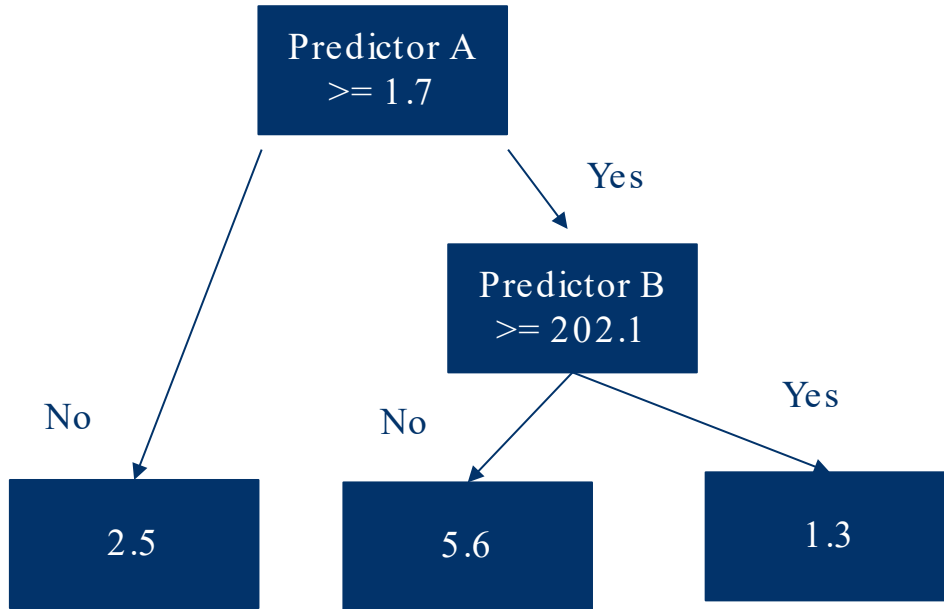 Predictor A
>= 1.7
Yes
Predictor B
>= 202.1
No
No
Yes
2.5
5.6
1.3